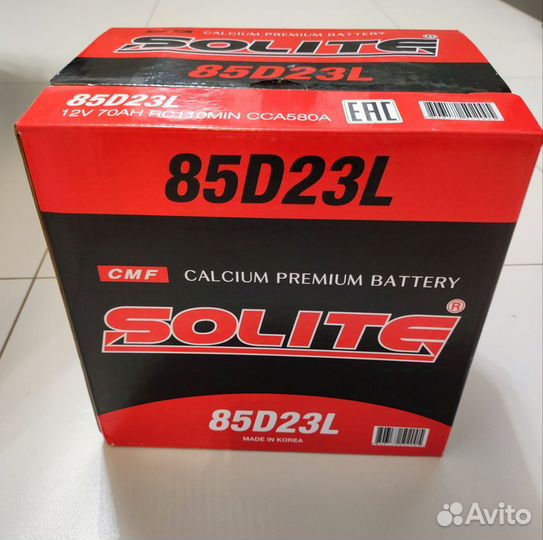 CALCIUM PREMIUM BATTERY
SOLITE ®
85D23L
85D23L
12V 70AH RC110MIN CCA580A
EAC
85D23L
CMF
CALCIUM PREMIUM BATTERY
SOLITE ®
85D23L
MADE IN KOREA
Avito